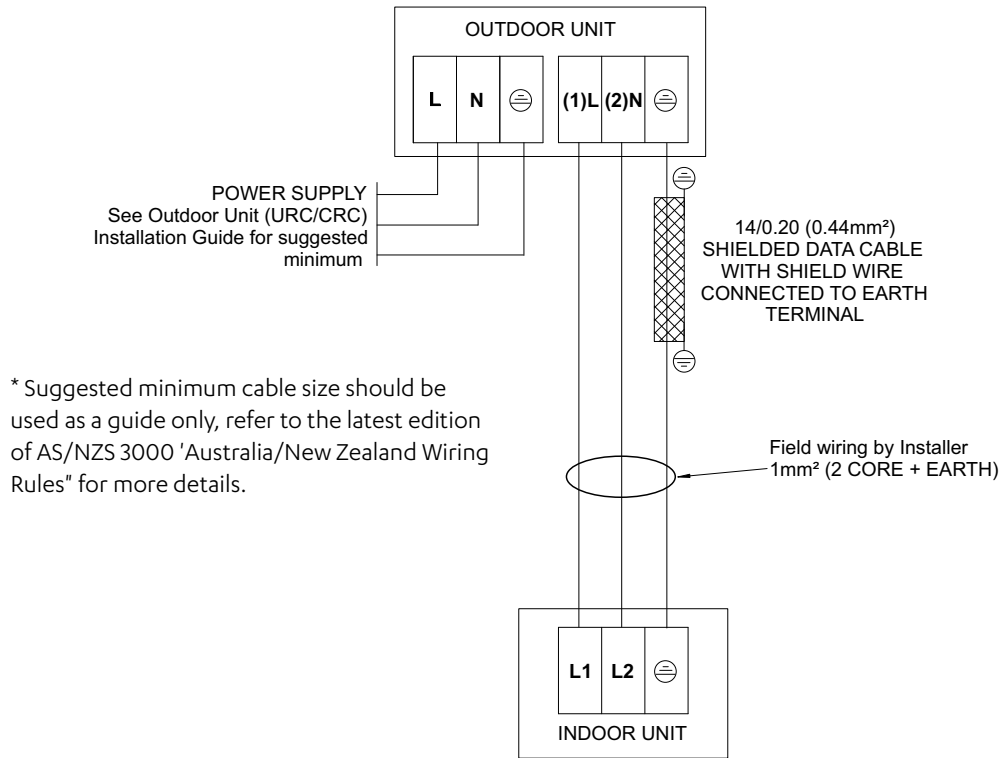 OUTDOOR UNIT
L N (1)L (2)N
POWER SUPPLY
See Outdoor Unit (URC/CRC)
Installation Guide for suggested
minimum
14/0.20 (0.44mm²)
SHIELDED DATA CABLE
WITH SHIELD WIRE
CONNECTED TO EARTH
TERMINAL
* Suggested minimum cable size should be
used as a guide only, refer to the latest edition
of AS/NZS 3000 'Australia/New Zealand Wiring
Rules" for more details.
Field wiring by Installer
1mm² (2 CORE + EARTH)
L1 L2
INDOOR UNIT